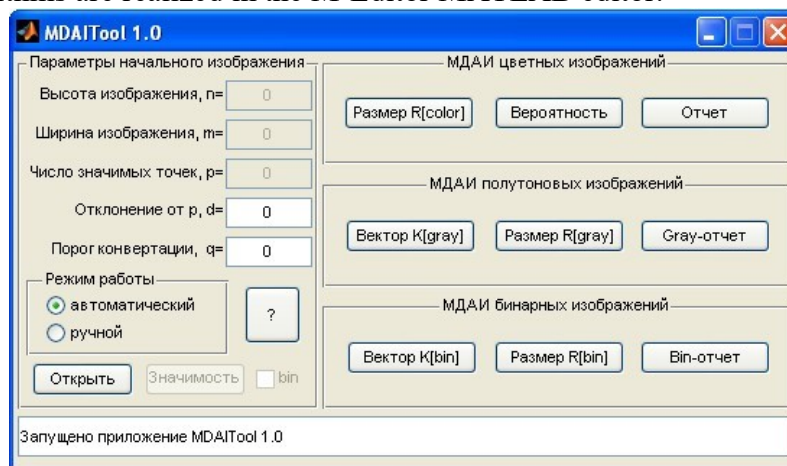 MDAITool 1.0
Параметры начального изображения
Высота изображения, n= 0
Ширина изображения, m= 0
Число значимых точек, p= 0
Отклонение от p, d= 0
Порог конвертации, q= 0
Режим работы
автоматический
ручной
?
Открыть Значимость bin
МДАИ цветных изображений
Размер R[color] Вероятность Отчет
МДАИ полутоновых изображений
Вектор K[gray] Размер R[gray] Gray-отчет
МДАИ бинарных изображений
Вектор K[bin] Размер R[bin] Bin-отчет
Запущено приложение MDAITool 1.0